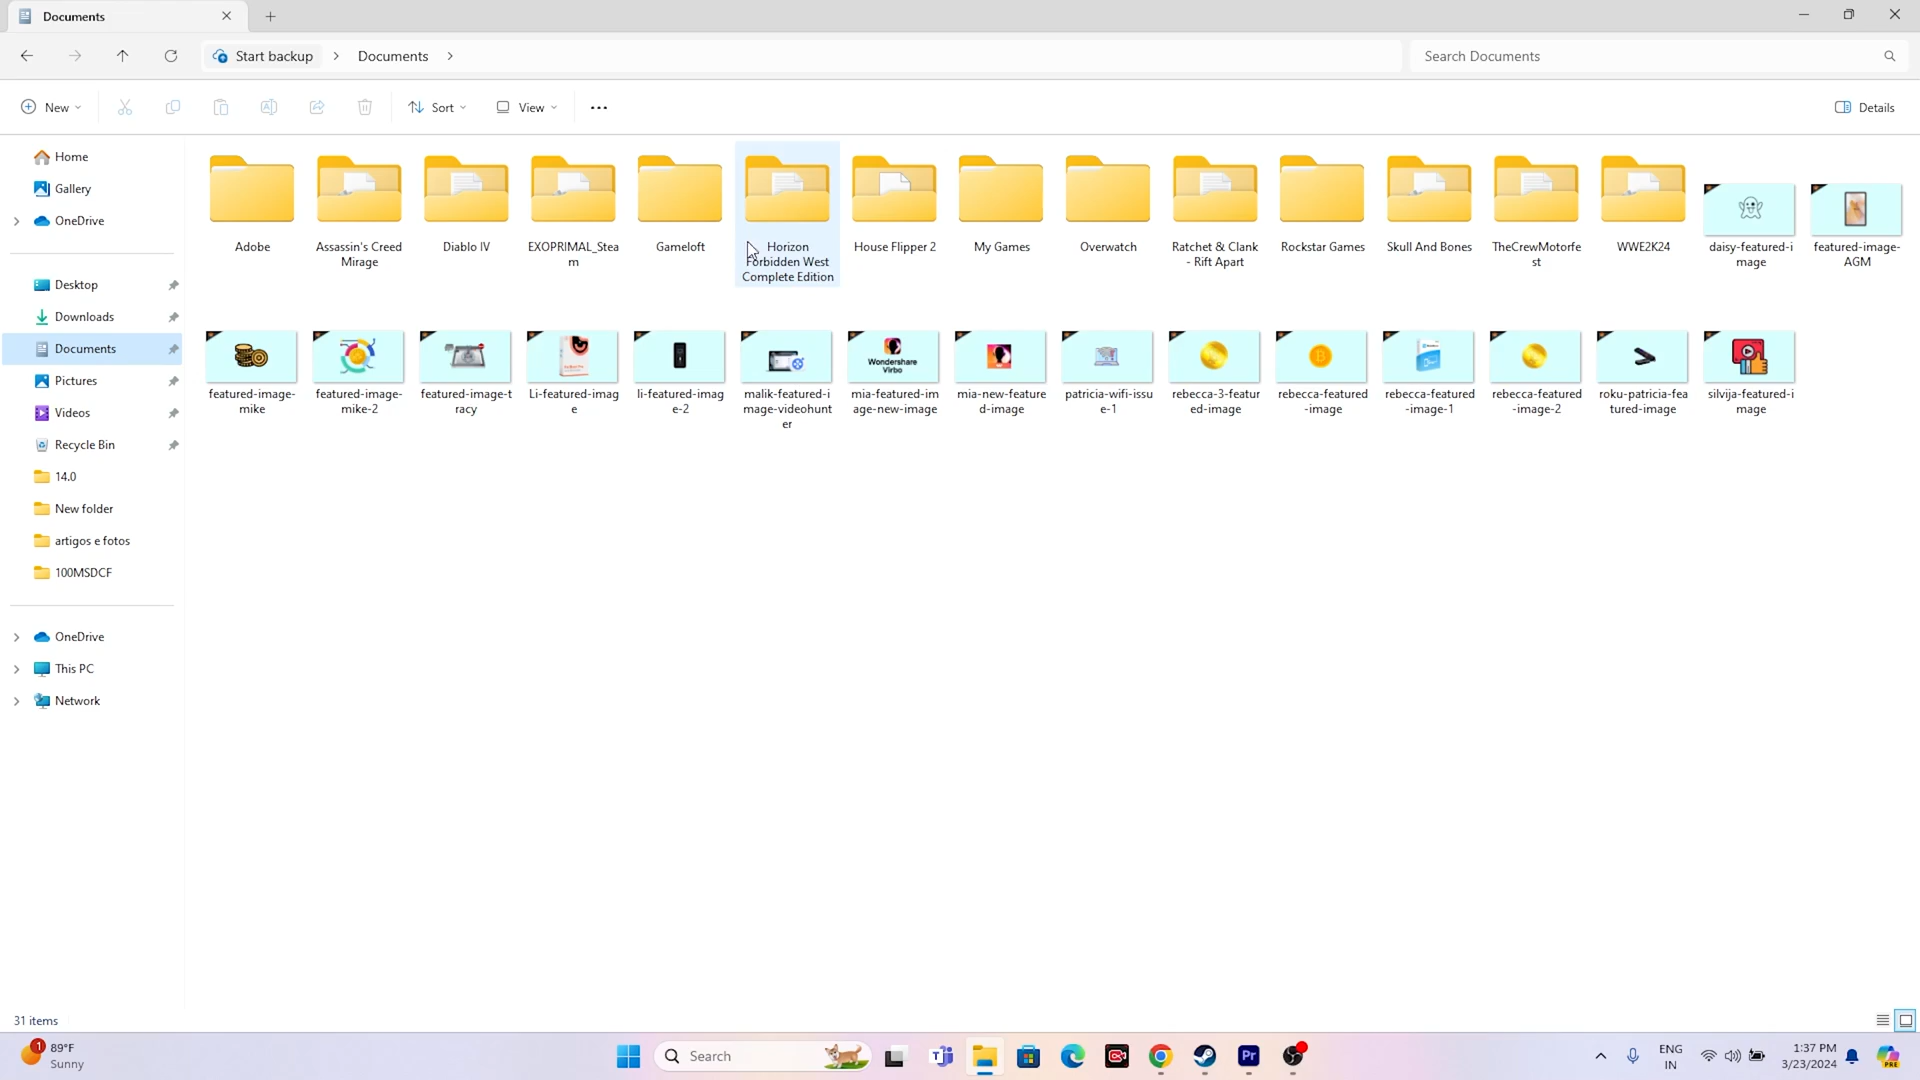 Documents
Start backup
Documents
Search Documents
New
Sort
View
Details
Home
Gallery
OneDrive
Desktop
Downloads
Documents
Pictures
Videos
Recycle Bin
14.0
New folder
artigos e fotos
100MSDCF
OneDrive
This PC
Network
Adobe
Assassin's Creed
Mirage
Diablo IV
EXOPRIMAL_Stea
m
Gameloft
Horizon
Forbidden West
Complete Edition
House Flipper 2
My Games
Overwatch
Ratchet & Clank
- Rift Apart
Rockstar Games
Skull And Bones
TheCrewMotorfe
st
WWE2K24
daisy-featured-i
mage
featured-image-
AGM
featured-image-
mike
featured-image-
mike-2
featured-image-t
racy
Li-featured-imag
e
li-featured-imag
e-2
malik-featured-i
mage-videohunt
er
Wondershare
Virbo
mia-featured-im
age-new-image
mia-new-feature
d-image
patricia-wifi-issu
e-1
rebecca-3-featur
ed-image
rebecca-featured
-image
rebecca-featured
-image-1
rebecca-featured
-image-2
roku-patricia-fea
tured-image
silvija-featured-i
mage
31 items
1
89°F
Sunny
Search
Pr
ENG
IN
1:37 PM
3/23/2024
PRE